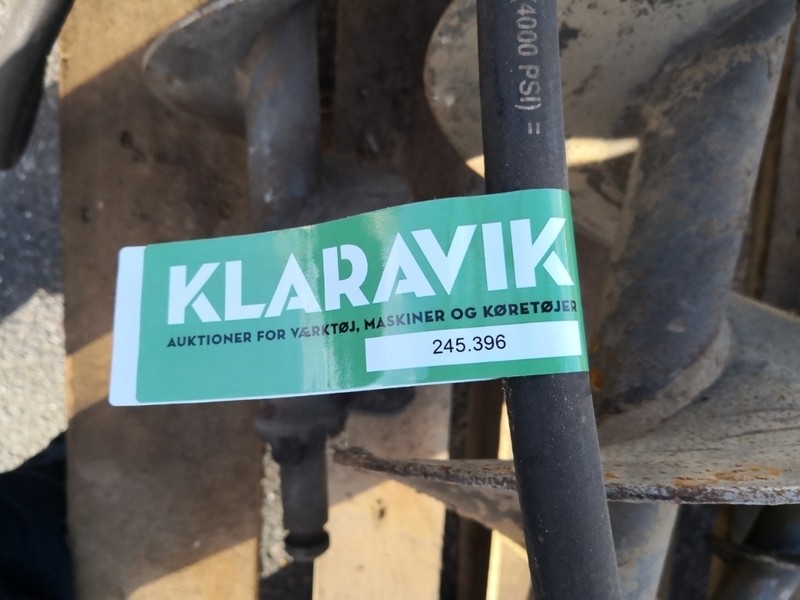 4000 PSI) =
KLARAVIK
AUKTIONER FOR VÆRKTØJ, MASKINER OG KØRETØJER
245.396